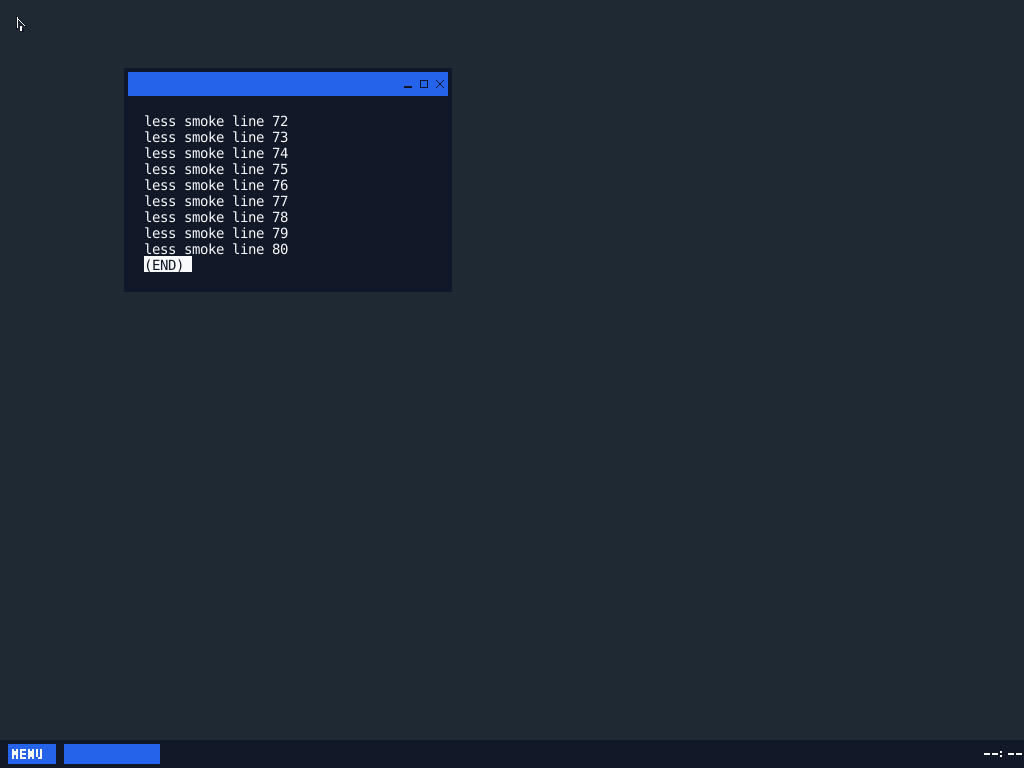 less smoke line 72
less smoke line 73
less smoke line 74
less smoke line 75
less smoke line 76
less smoke line 77
less smoke line 78
less smoke line 79
less smoke line 80
(END)
MENU
--:--